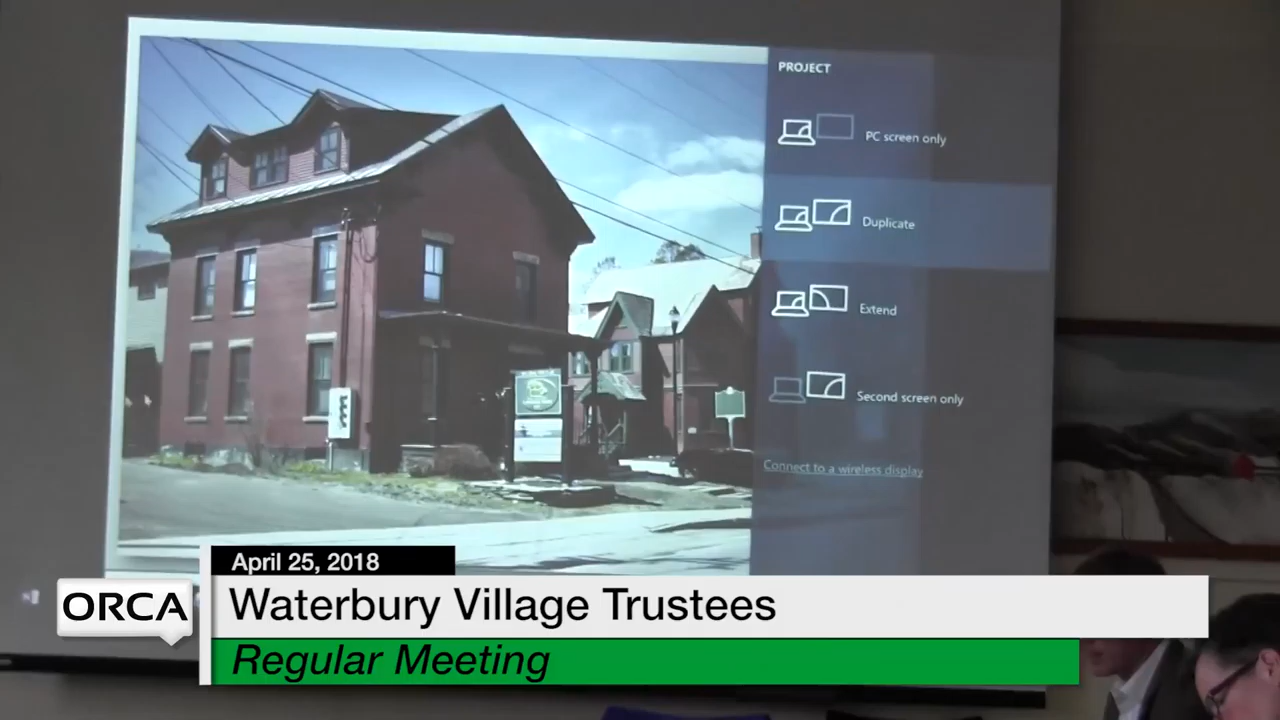 PROJECT
PC screen only
Duplicate
Extend
Second screen only
Connect to a wireless display
April 25, 2018
ORCA
Waterbury Village Trustees
Regular Meeting